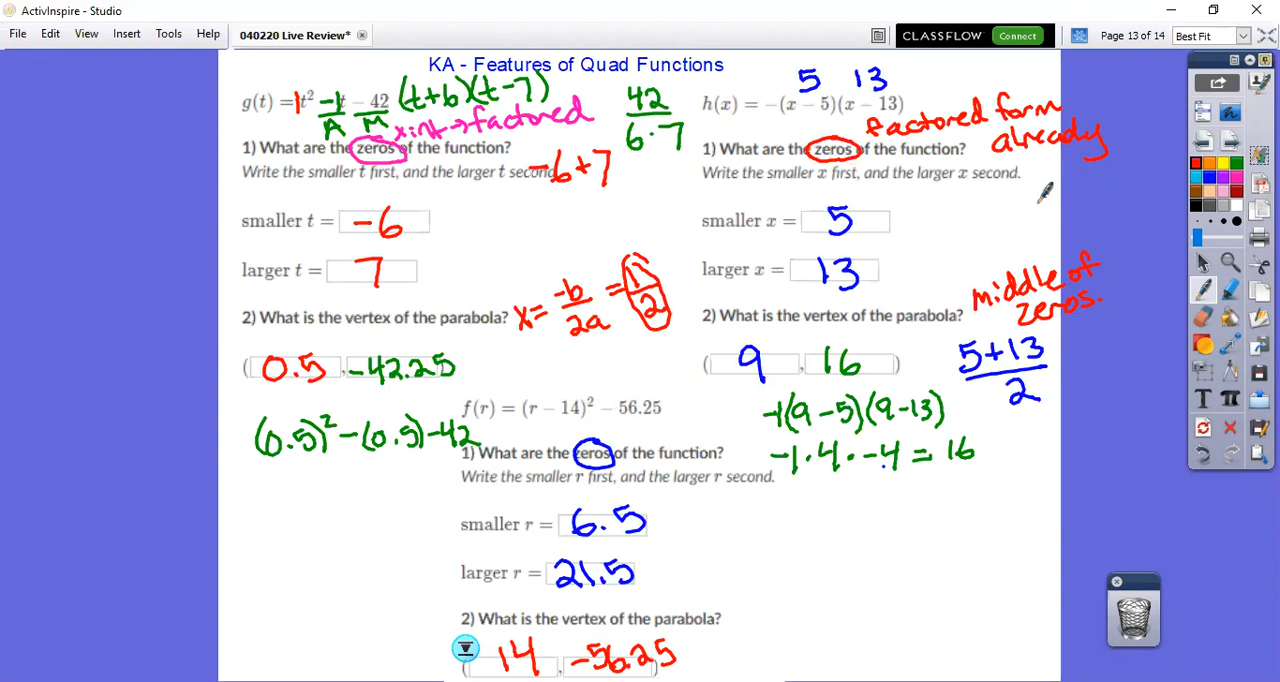 ActivInspire - Studio
File Edit View Insert Tools Help
040220 Live Review*
CLASSFLOW Connect
Page 13 of 14
Best Fit
KA - Features of Quad Functions
g(t) = 1t² -1t - 42
(t+6)(t-7)
A M
x int → factored
42
6·7
1) What are the zeros of the function?
Write the smaller t first, and the larger t second.
-6+7
smaller t = -6
larger t = 7
x = -b/2a = 1/2
2) What is the vertex of the parabola?
( 0.5 , -42.25
(0.5)² - (0.5) - 42
5 13
h(x) = -(x - 5)(x - 13)
factored form
already
1) What are the zeros of the function?
Write the smaller x first, and the larger x second.
smaller x = 5
larger x = 13
middle of
zeros.
2) What is the vertex of the parabola?
5+13
2
( 9 , 16 )
-1(9-5)(9-13)
-1·4·-4 = 16
f(r) = (r - 14)² - 56.25
1) What are the zeros of the function?
Write the smaller r first, and the larger r second.
smaller r = 6.5
larger r = 21.5
2) What is the vertex of the parabola?
( 14 , -56.25 )